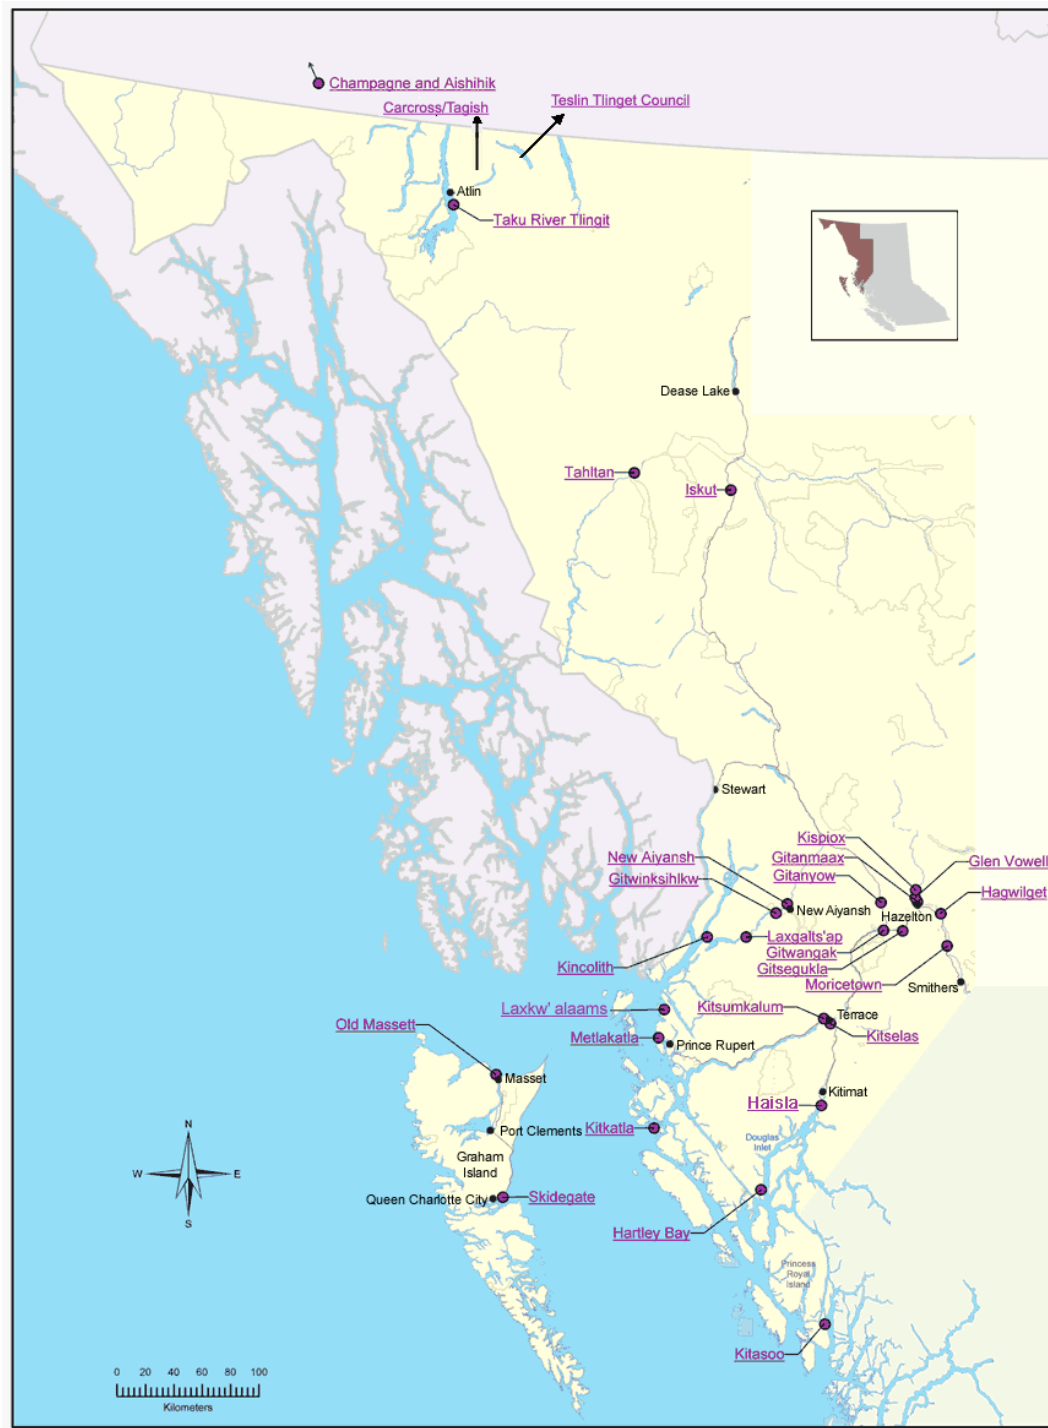 Champagne and Aishihik
Carcross/Tagish
Teslin Tlinget Council
Atlin
Taku River Tlingit
Dease Lake
Tahltan
Iskut
Stewart
Kispiox
New Aiyansh
Gitanmaax
Glen Vowell
Gitwinksihlkw
Gitanyow
Hagwilget
New Aiyansh
Hazelton
Laxgalts'ap
Gitwangak
Kincolith
Gitsegukla
Moricetown
Smithers
Laxkw' alaams
Kitsumkalum
Terrace
Old Massett
Metlakatla
Prince Rupert
Kitselas
Masset
Kitimat
Haisla
Port Clements
Kitkatla
Douglas
Inlet
Graham
Island
Queen Charlotte City
Skidegate
Hartley Bay
Princess
Royal
Island
Kitasoo
N
W
E
S
0 20 40 60 80 100
Kilometers